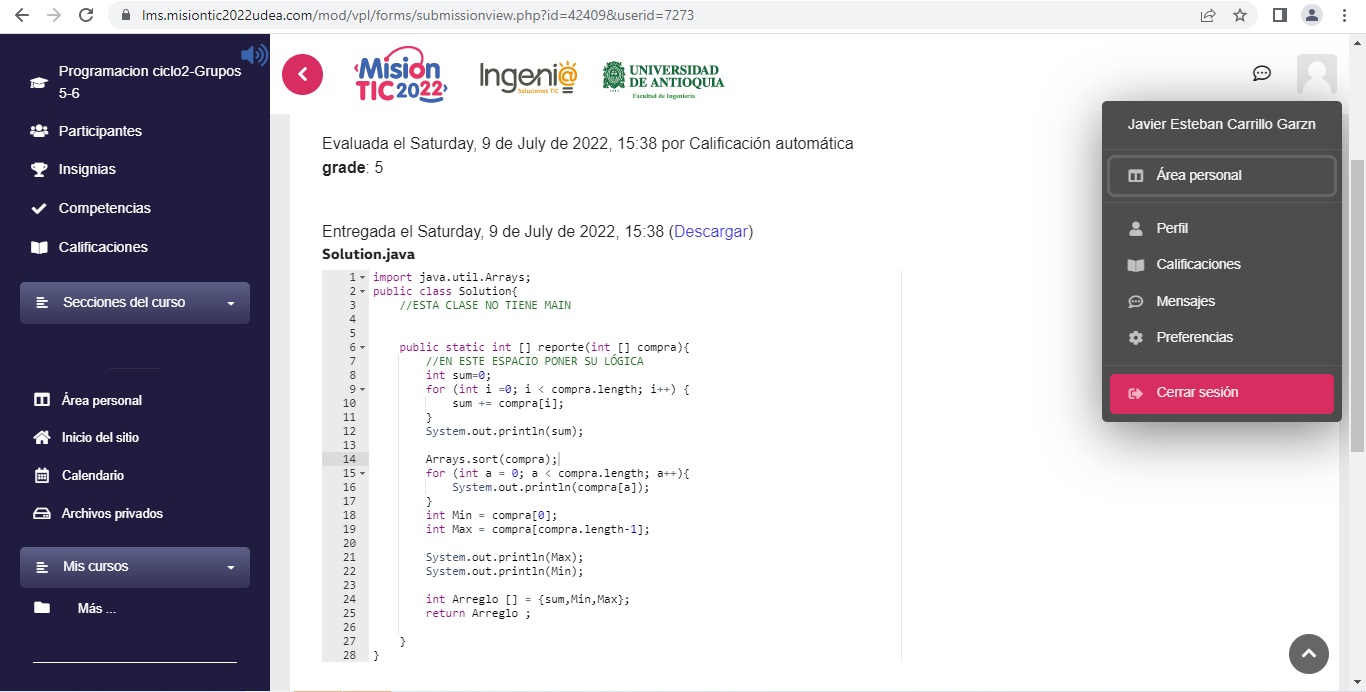 lms.misiontic2022udea.com/mod/vpl/forms/submissionview.php?id=42409&userid=7273
Programacion ciclo2-Grupos
5-6
Participantes
Insignias
Competencias
Calificaciones
Secciones del curso
Área personal
Inicio del sitio
Calendario
Archivos privados
Mis cursos
Más ...
‹Misión
TIC2022›
Ingeni@
Soluciones TIC
UNIVERSIDAD
DE ANTIOQUIA
Facultad de Ingeniería
Evaluada el Saturday, 9 de July de 2022, 15:38 por Calificación automática
grade: 5
Entregada el Saturday, 9 de July de 2022, 15:38 (Descargar)
Solution.java
1 import java.util.Arrays;
2 public class Solution{
3 //ESTA CLASE NO TIENE MAIN
4
5
6 public static int [] reporte(int [] compra){
7 //EN ESTE ESPACIO PONER SU LÓGICA
8 int sum=0;
9 for (int i =0; i < compra.length; i++) {
10 sum += compra[i];
11 }
12 System.out.println(sum);
13
14 Arrays.sort(compra);
15 for (int a = 0; a < compra.length; a++){
16 System.out.println(compra[a]);
17 }
18 int Min = compra[0];
19 int Max = compra[compra.length-1];
20
21 System.out.println(Max);
22 System.out.println(Min);
23
24 int Arreglo [] = {sum,Min,Max};
25 return Arreglo ;
26
27 }
28 }
Javier Esteban Carrillo Garzn
Área personal
Perfil
Calificaciones
Mensajes
Preferencias
Cerrar sesión